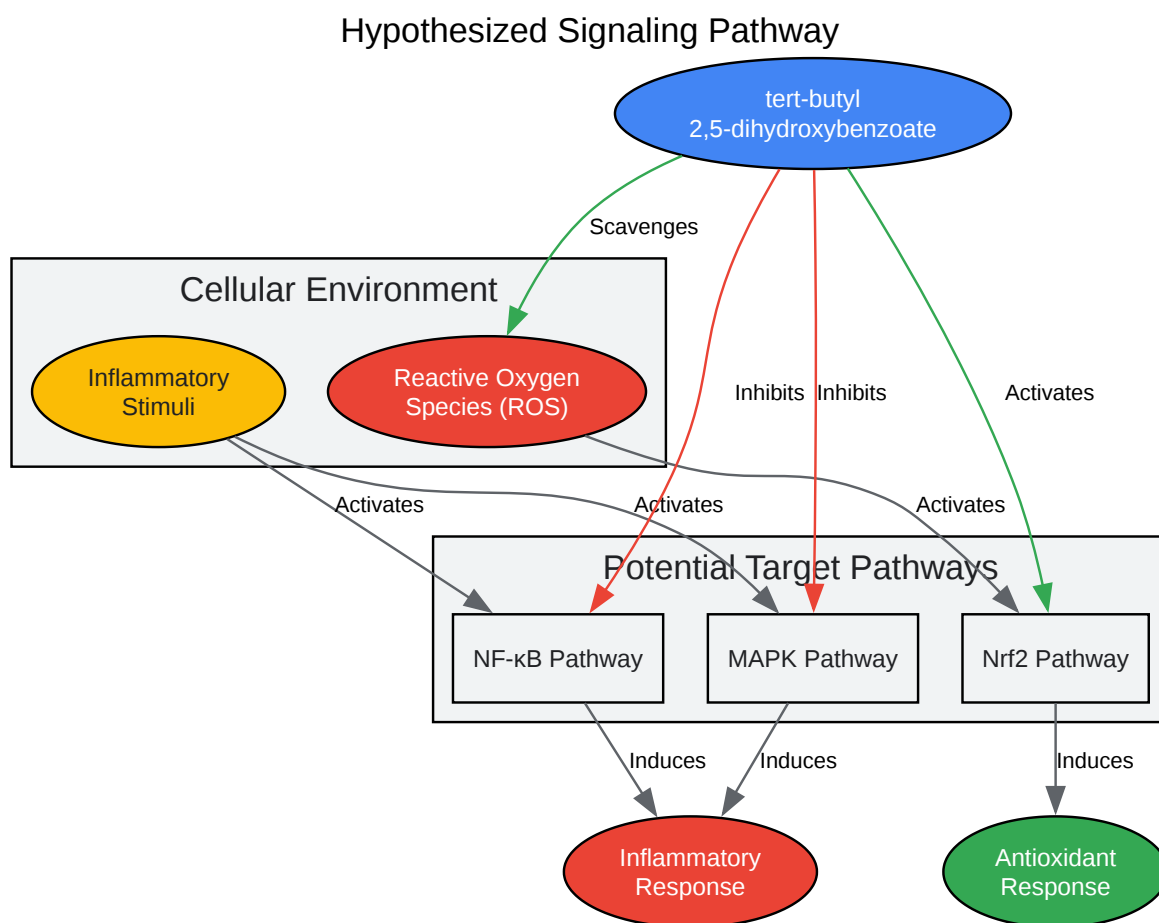 Hypothesized Signaling Pathway
tert-butyl
2,5-dihydroxybenzoate
Scavenges
Cellular Environment
Inflammatory
Stimuli
Reactive Oxygen
Species (ROS)
Inhibits
Inhibits
Activates
Activates
Activates
Activates
Potential Target Pathways
NF-κB Pathway
MAPK Pathway
Nrf2 Pathway
Induces
Induces
Induces
Inflammatory
Response
Antioxidant
Response